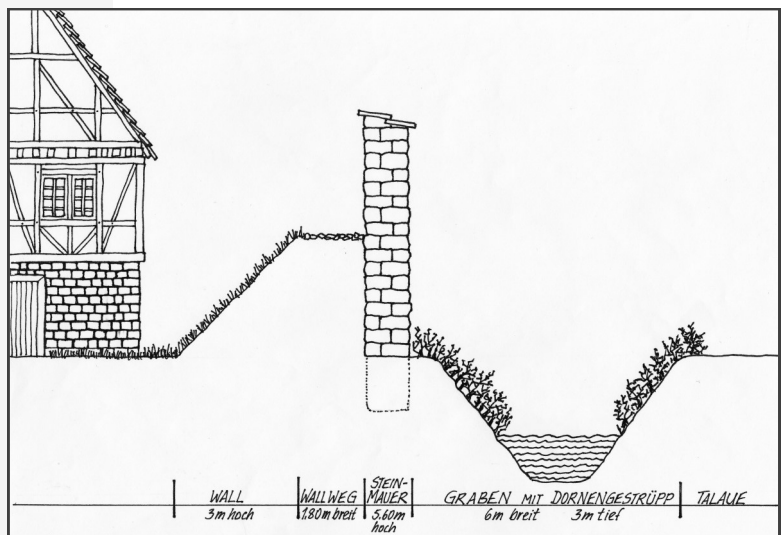 WALL
3m hoch
WALLWEG
1.80m breit
STEIN-
MAUER
5.60m
hoch
GRABEN MIT DORNENGESTRÜPP
6m breit 3m tief
TALAUE